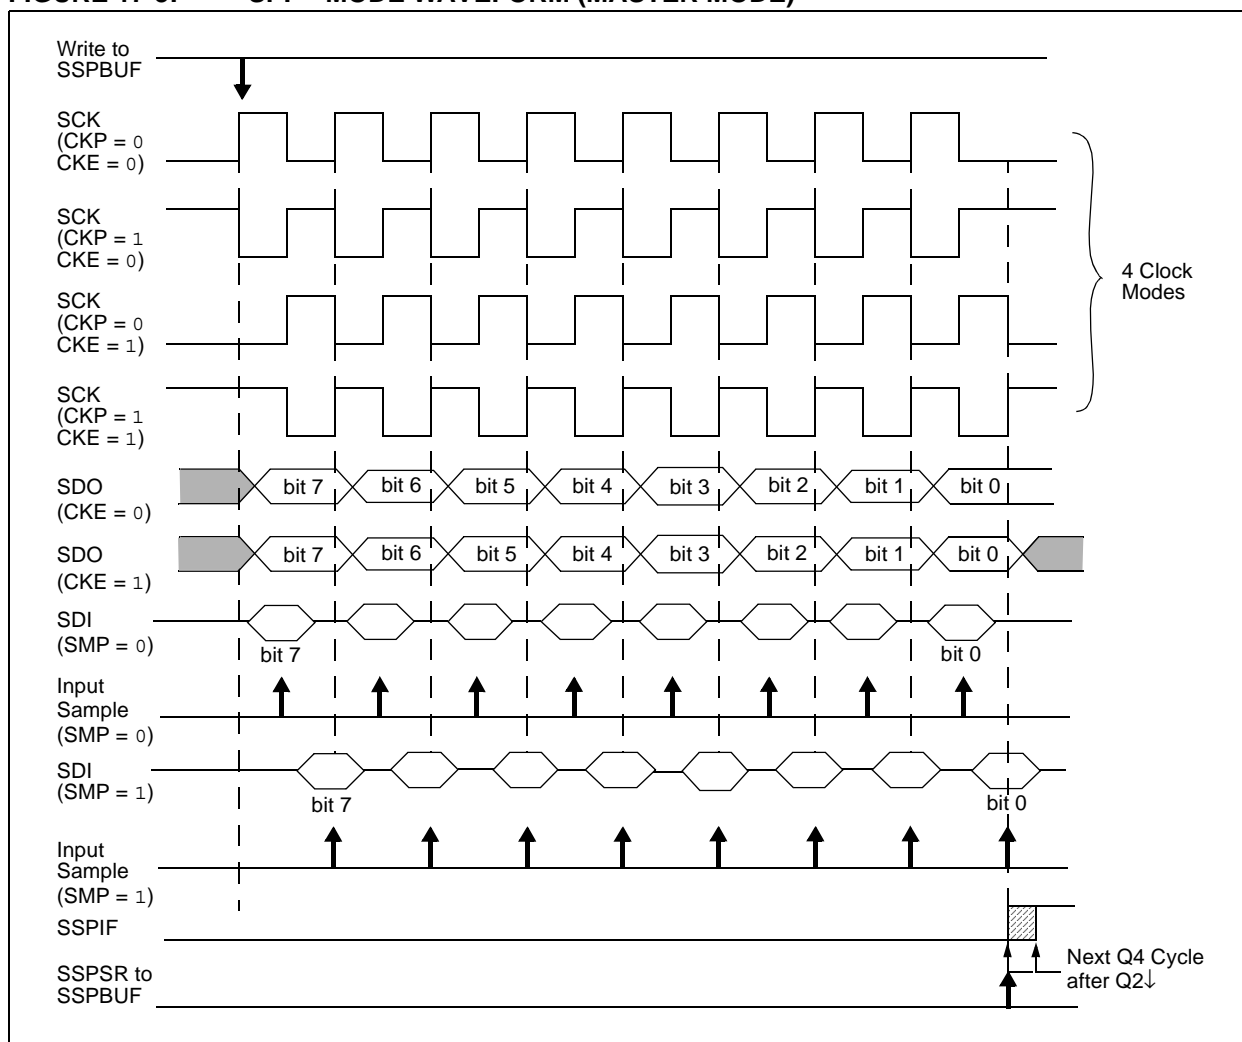 Write to
SSPBUF
SCK
(CKP = 0
CKE = 0)
SCK
(CKP = 1
CKE = 0)
4 Clock
Modes
SCK
(CKP = 0
CKE = 1)
SCK
(CKP = 1
CKE = 1)
SDO
(CKE = 0)
bit 7 bit 6 bit 5 bit 4 bit 3 bit 2 bit 1 bit 0
SDO
(CKE = 1)
bit 7 bit 6 bit 5 bit 4 bit 3 bit 2 bit 1 bit 0
SDI
(SMP = 0)
bit 7 bit 0
Input
Sample
(SMP = 0)
SDI
(SMP = 1)
bit 7 bit 0
Input
Sample
(SMP = 1)
SSPIF
Next Q4 Cycle
after Q2↓
SSPSR to
SSPBUF